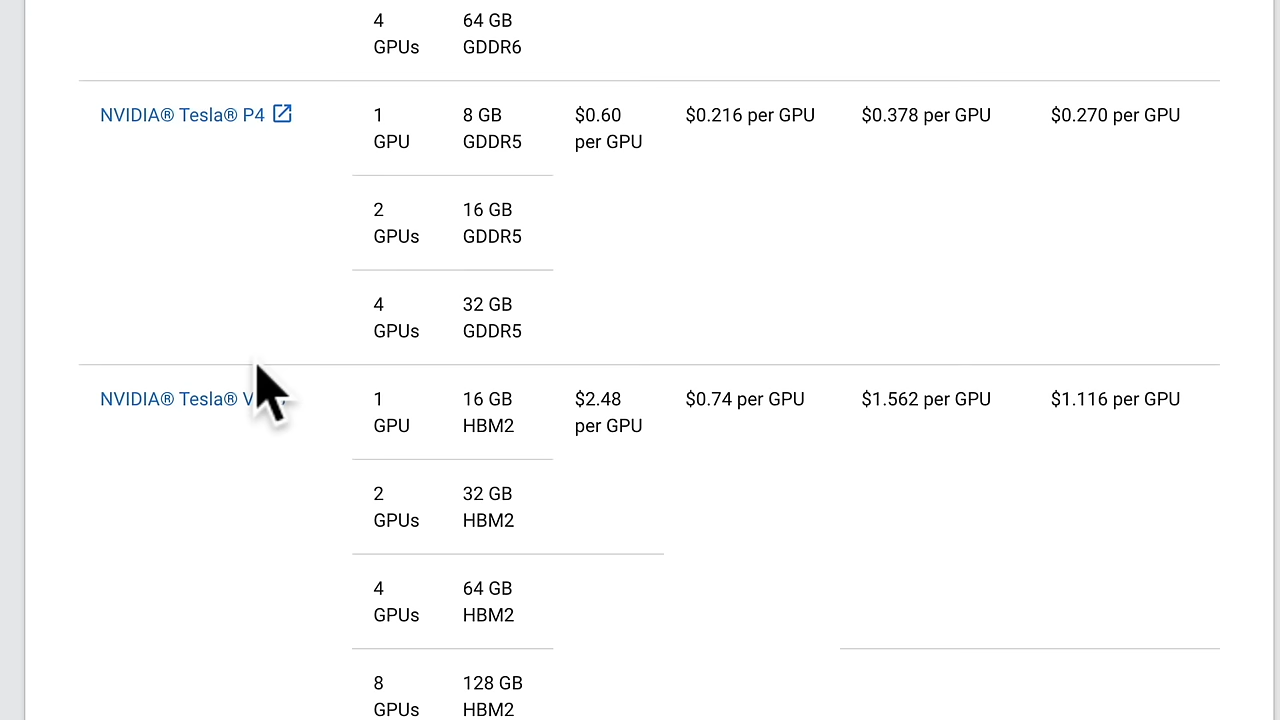 4 GPUs 64 GB GDDR6
NVIDIA® Tesla® P4 1 GPU 8 GB GDDR5 $0.60 per GPU $0.216 per GPU $0.378 per GPU $0.270 per GPU
2 GPUs 16 GB GDDR5
4 GPUs 32 GB GDDR5
NVIDIA® Tesla® 1 GPU 16 GB HBM2 $2.48 per GPU $0.74 per GPU $1.562 per GPU $1.116 per GPU
2 GPUs 32 GB HBM2
4 GPUs 64 GB HBM2
8 GPUs 128 GB HBM2